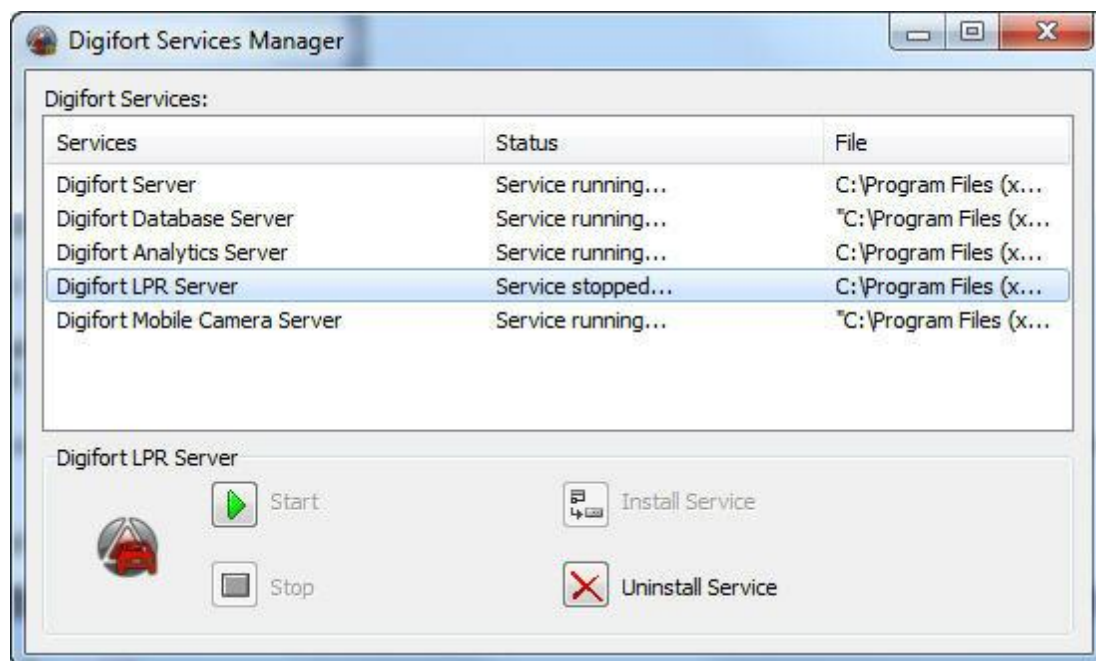 Digifort Services Manager
Digifort Services:
Services Status File
Digifort Server Service running... C:\Program Files (x...
Digifort Database Server Service running... "C:\Program Files (x...
Digifort Analytics Server Service running... C:\Program Files (x...
Digifort LPR Server Service stopped... C:\Program Files (x...
Digifort Mobile Camera Server Service running... "C:\Program Files (x...
Digifort LPR Server
Start Install Service
Stop Uninstall Service